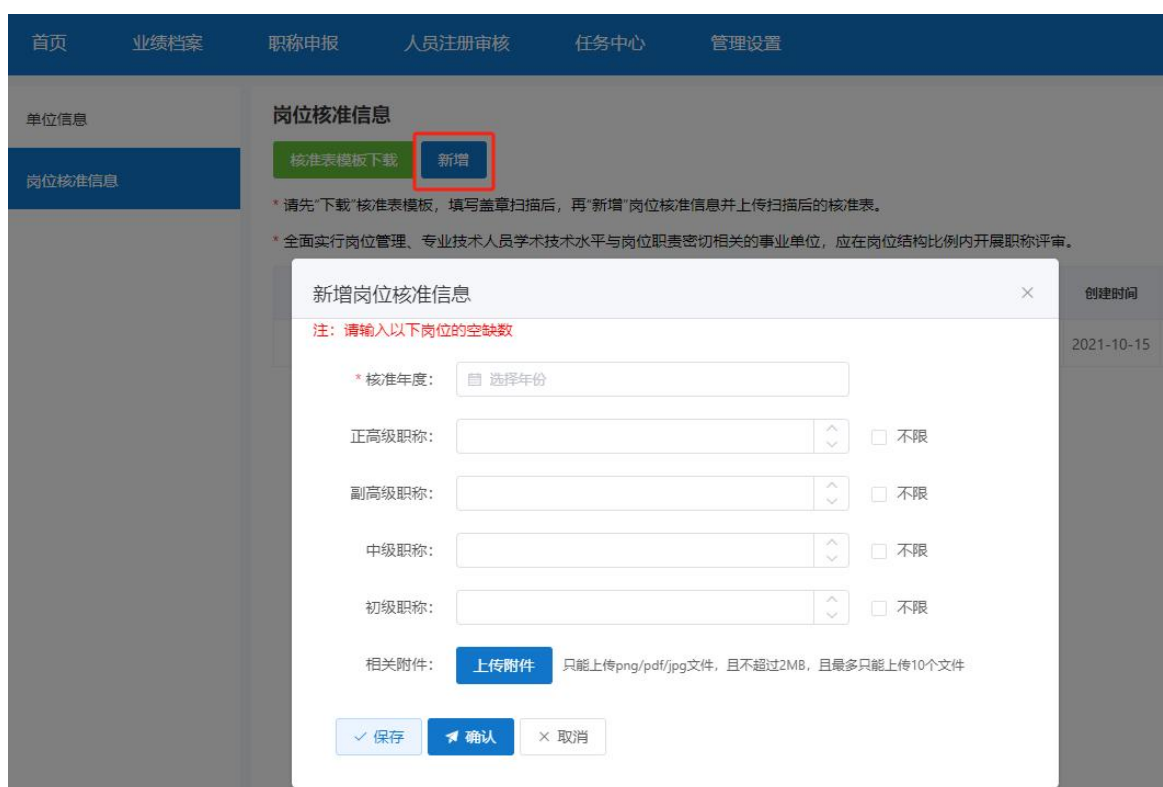 首页 业绩档案 职称申报 人员注册审核 任务中心 管理设置
单位信息
岗位核准信息
岗位核准信息
核准表模板下载 新增
* 请先"下载"核准表模板，填写盖章扫描后，再"新增"岗位核准信息并上传扫描后的核准表。
* 全面实行岗位管理、专业技术人员学术技术水平与岗位职责密切相关的事业单位，应在岗位结构比例内开展职称评审。
创建时间
2021-10-15
新增岗位核准信息
注：请输入以下岗位的空缺数
* 核准年度： 选择年份
正高级职称： 不限
副高级职称： 不限
中级职称： 不限
初级职称： 不限
相关附件： 上传附件 只能上传png/pdf/jpg文件，且不超过2MB，且最多只能上传10个文件
保存 确认 取消